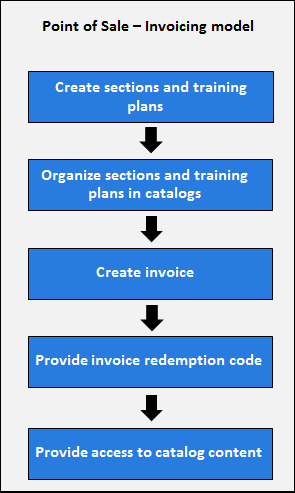 Point of Sale – Invoicing model
Create sections and training
plans
Organize sections and training
plans in catalogs
Create invoice
Provide invoice redemption code
Provide access to catalog content